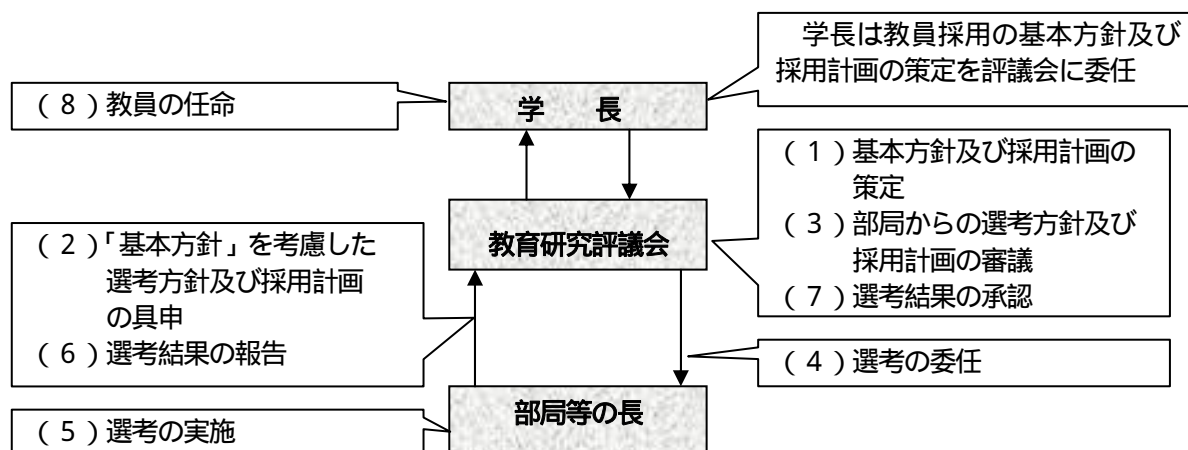 学長は教員採用の基本方針及び
採用計画の策定を評議会に委任
(8)教員の任命
学　　長
(1)基本方針及び採用計画の
策定
(3)部局からの選考方針及び
採用計画の審議
(7)選考結果の承認
(2)「基本方針」を考慮した
選考方針及び採用計画
の具申
(6)選考結果の報告
教育研究評議会
(4)選考の委任
部局等の長
(5)選考の実施